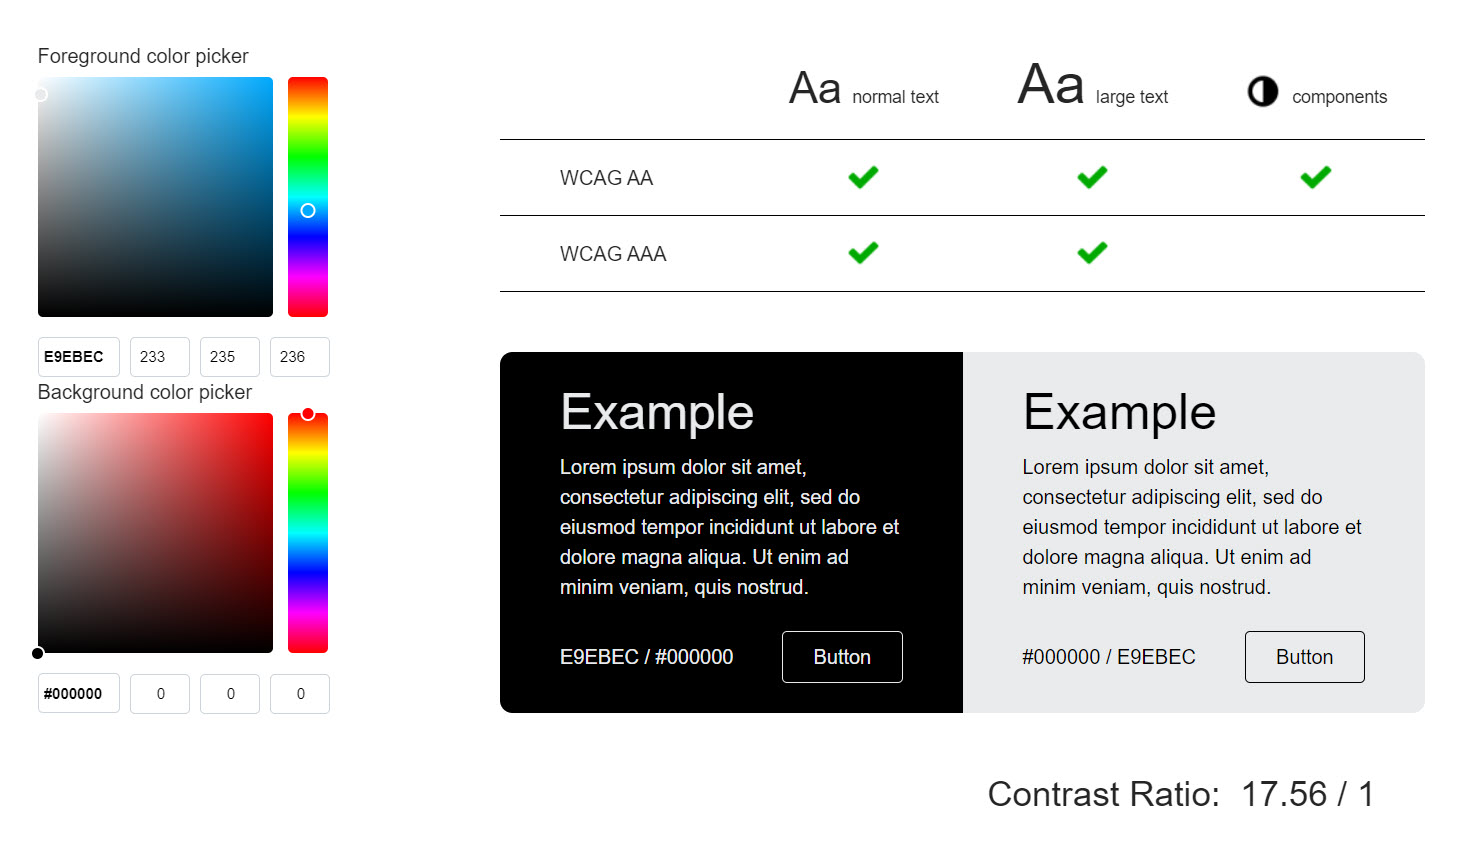 Foreground color picker
E9EBEC 233 235 236
Background color picker
#000000 0 0 0
Aa normal text Aa large text components
WCAG AA
WCAG AAA
Example
Lorem ipsum dolor sit amet,
consectetur adipiscing elit, sed do
eiusmod tempor incididunt ut labore et
dolore magna aliqua. Ut enim ad
minim veniam, quis nostrud.
E9EBEC / #000000 Button
Example
Lorem ipsum dolor sit amet,
consectetur adipiscing elit, sed do
eiusmod tempor incididunt ut labore et
dolore magna aliqua. Ut enim ad
minim veniam, quis nostrud.
#000000 / E9EBEC Button
Contrast Ratio: 17.56 / 1